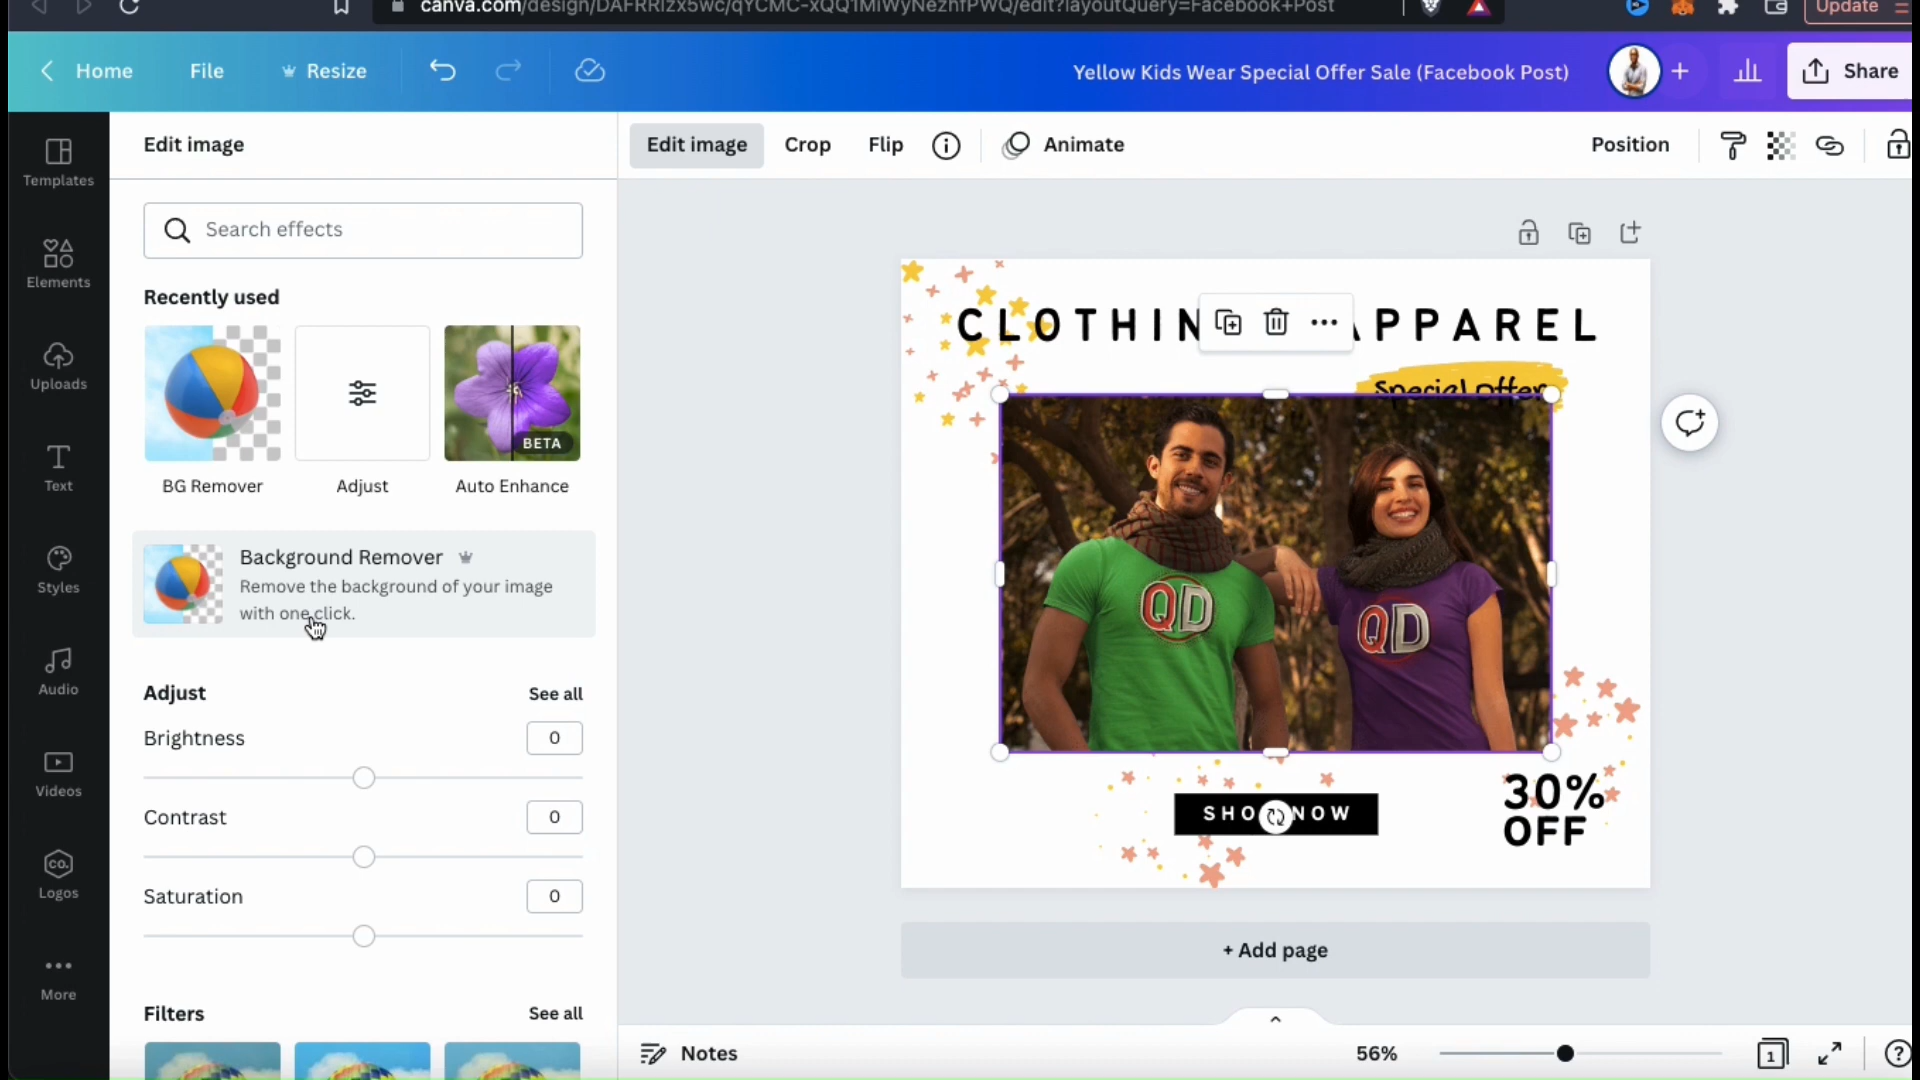 canva.com/design/DAFRRizx5wc/qYCMC-xQQ1MiWyNezhfPWQ/edit?layoutQuery=Facebook+Post
Update
Home
File
Resize
Yellow Kids Wear Special Offer Sale (Facebook Post)
Share
Edit image
Edit image
Crop
Flip
Animate
Position
Templates
Elements
Uploads
Text
Styles
Audio
Videos
Logos
More
Search effects
Recently used
BETA
BG Remover
Adjust
Auto Enhance
Background Remover
Remove the background of your image
with one click.
Adjust
See all
Brightness
0
Contrast
0
Saturation
0
Filters
See all
CLOTHIN APPAREL
Special Offer
QD
QD
SHO NOW
30%
OFF
+ Add page
Notes
56%
1
co.